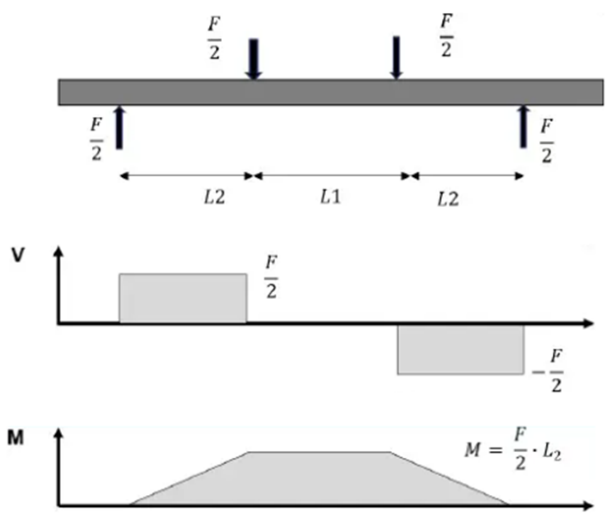 F/2 F/2
F/2 F/2
L2 L1 L2
V
F/2
-F/2
M
M = F/2 · L₂